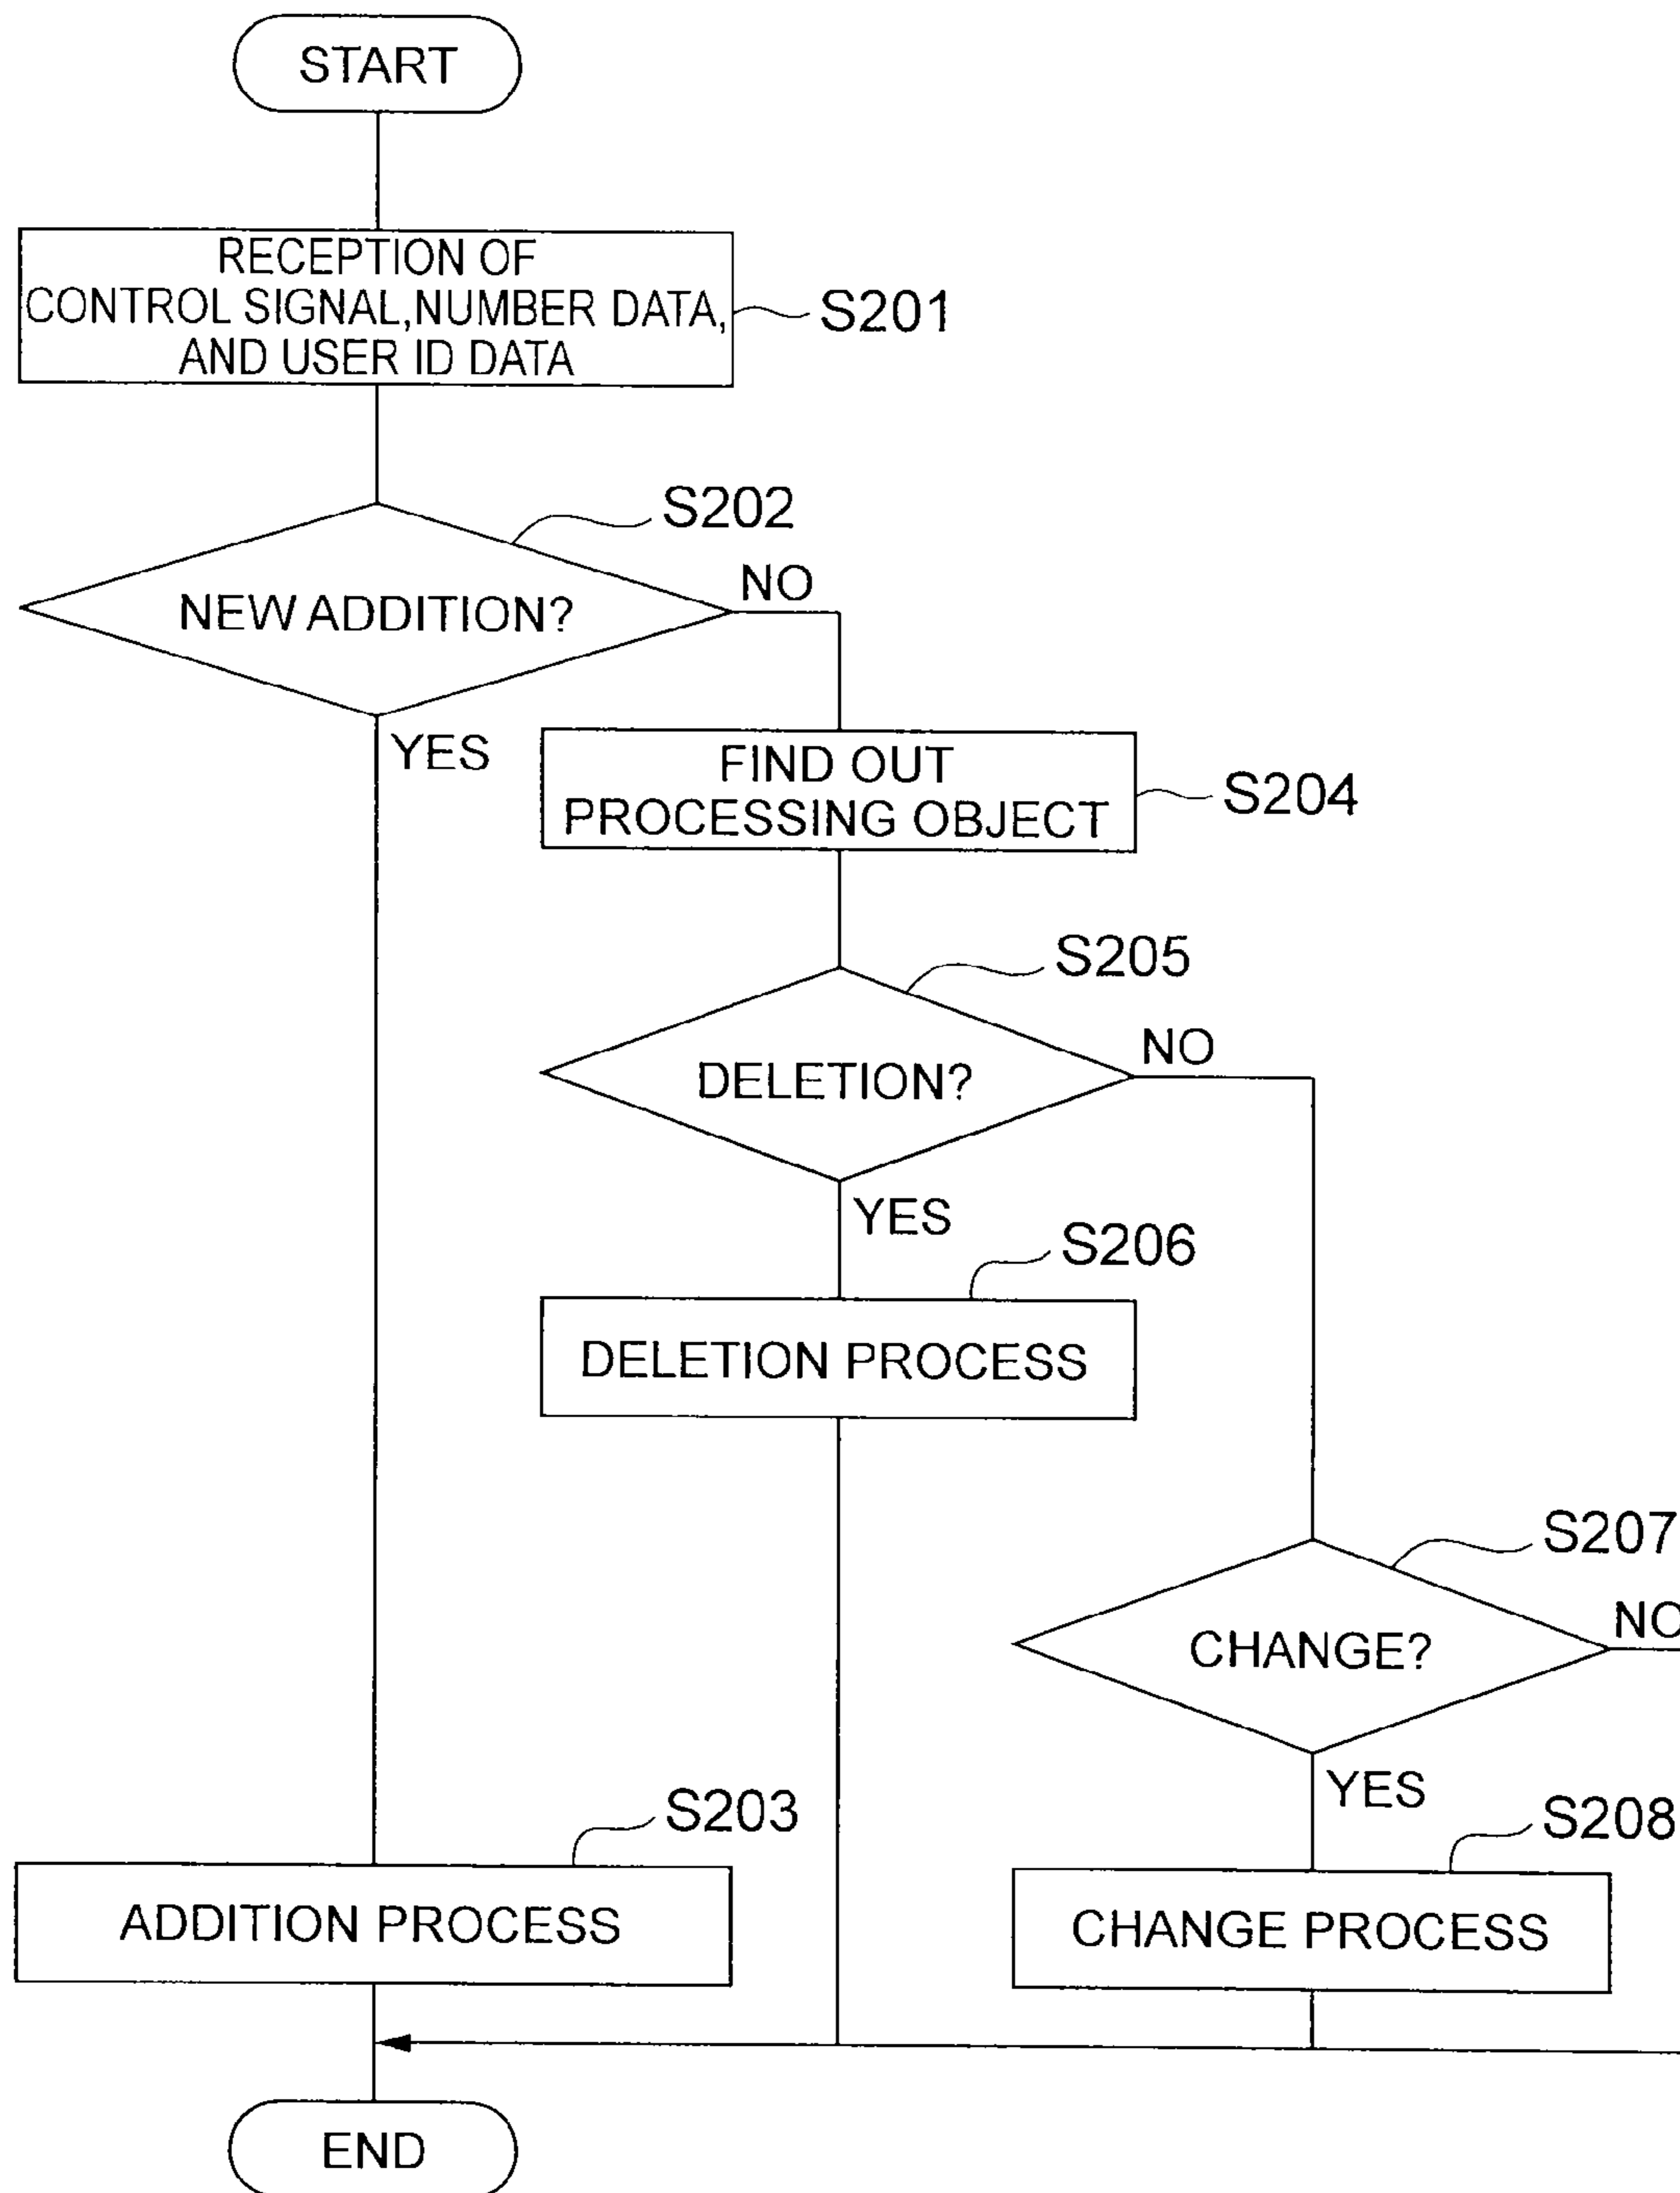 START
RECEPTION OF
CONTROL SIGNAL, NUMBER DATA,
AND USER ID DATA
S201
S202
NEW ADDITION?
NO
YES
FIND OUT
PROCESSING OBJECT
S204
S205
DELETION?
NO
YES
S206
DELETION PROCESS
S207
CHANGE?
NO
YES
S208
CHANGE PROCESS
S203
ADDITION PROCESS
END